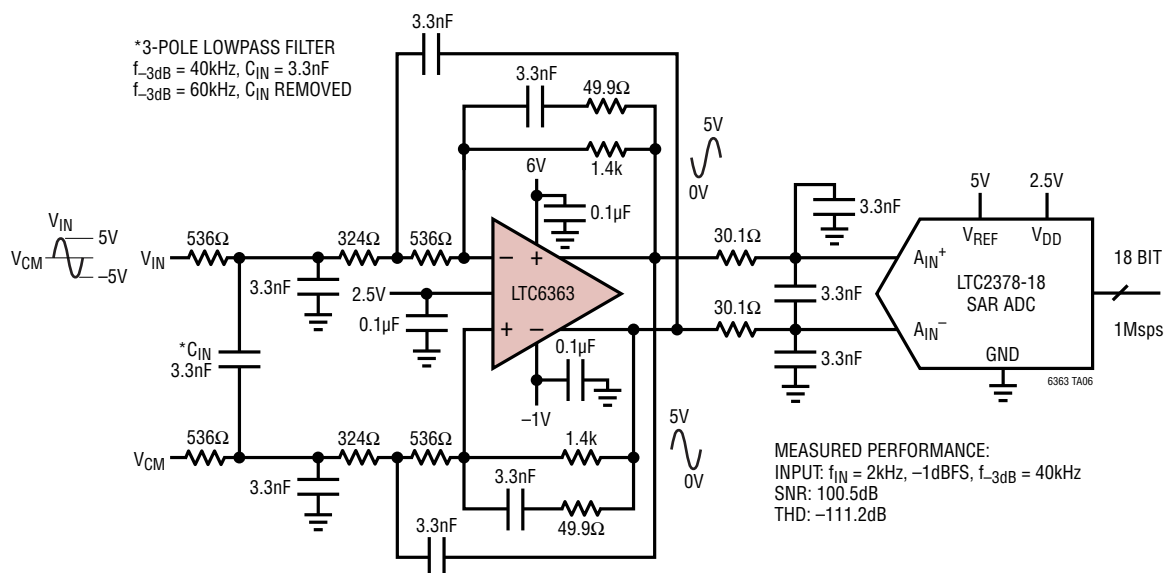 3.3nF
*3-POLE LOWPASS FILTER
f–3dB = 40kHz, CIN = 3.3nF
f–3dB = 60kHz, CIN REMOVED
3.3nF
49.9Ω
1.4k
5V
0V
6V
0.1µF
3.3nF
5V
2.5V
VREF
VDD
VIN
5V
VCM
–5V
VIN
536Ω
324Ω
536Ω
– +
30.1Ω
AIN+
LTC2378-18
SAR ADC
18 BIT
3.3nF
2.5V
LTC6363
3.3nF
0.1µF
30.1Ω
+ –
AIN–
1Msps
*CIN
3.3nF
0.1µF
3.3nF
GND
6363 TA06
–1V
5V
0V
VCM
536Ω
324Ω
536Ω
1.4k
3.3nF
3.3nF
49.9Ω
3.3nF
MEASURED PERFORMANCE:
INPUT: fIN = 2kHz, –1dBFS, f–3dB = 40kHz
SNR: 100.5dB
THD: –111.2dB